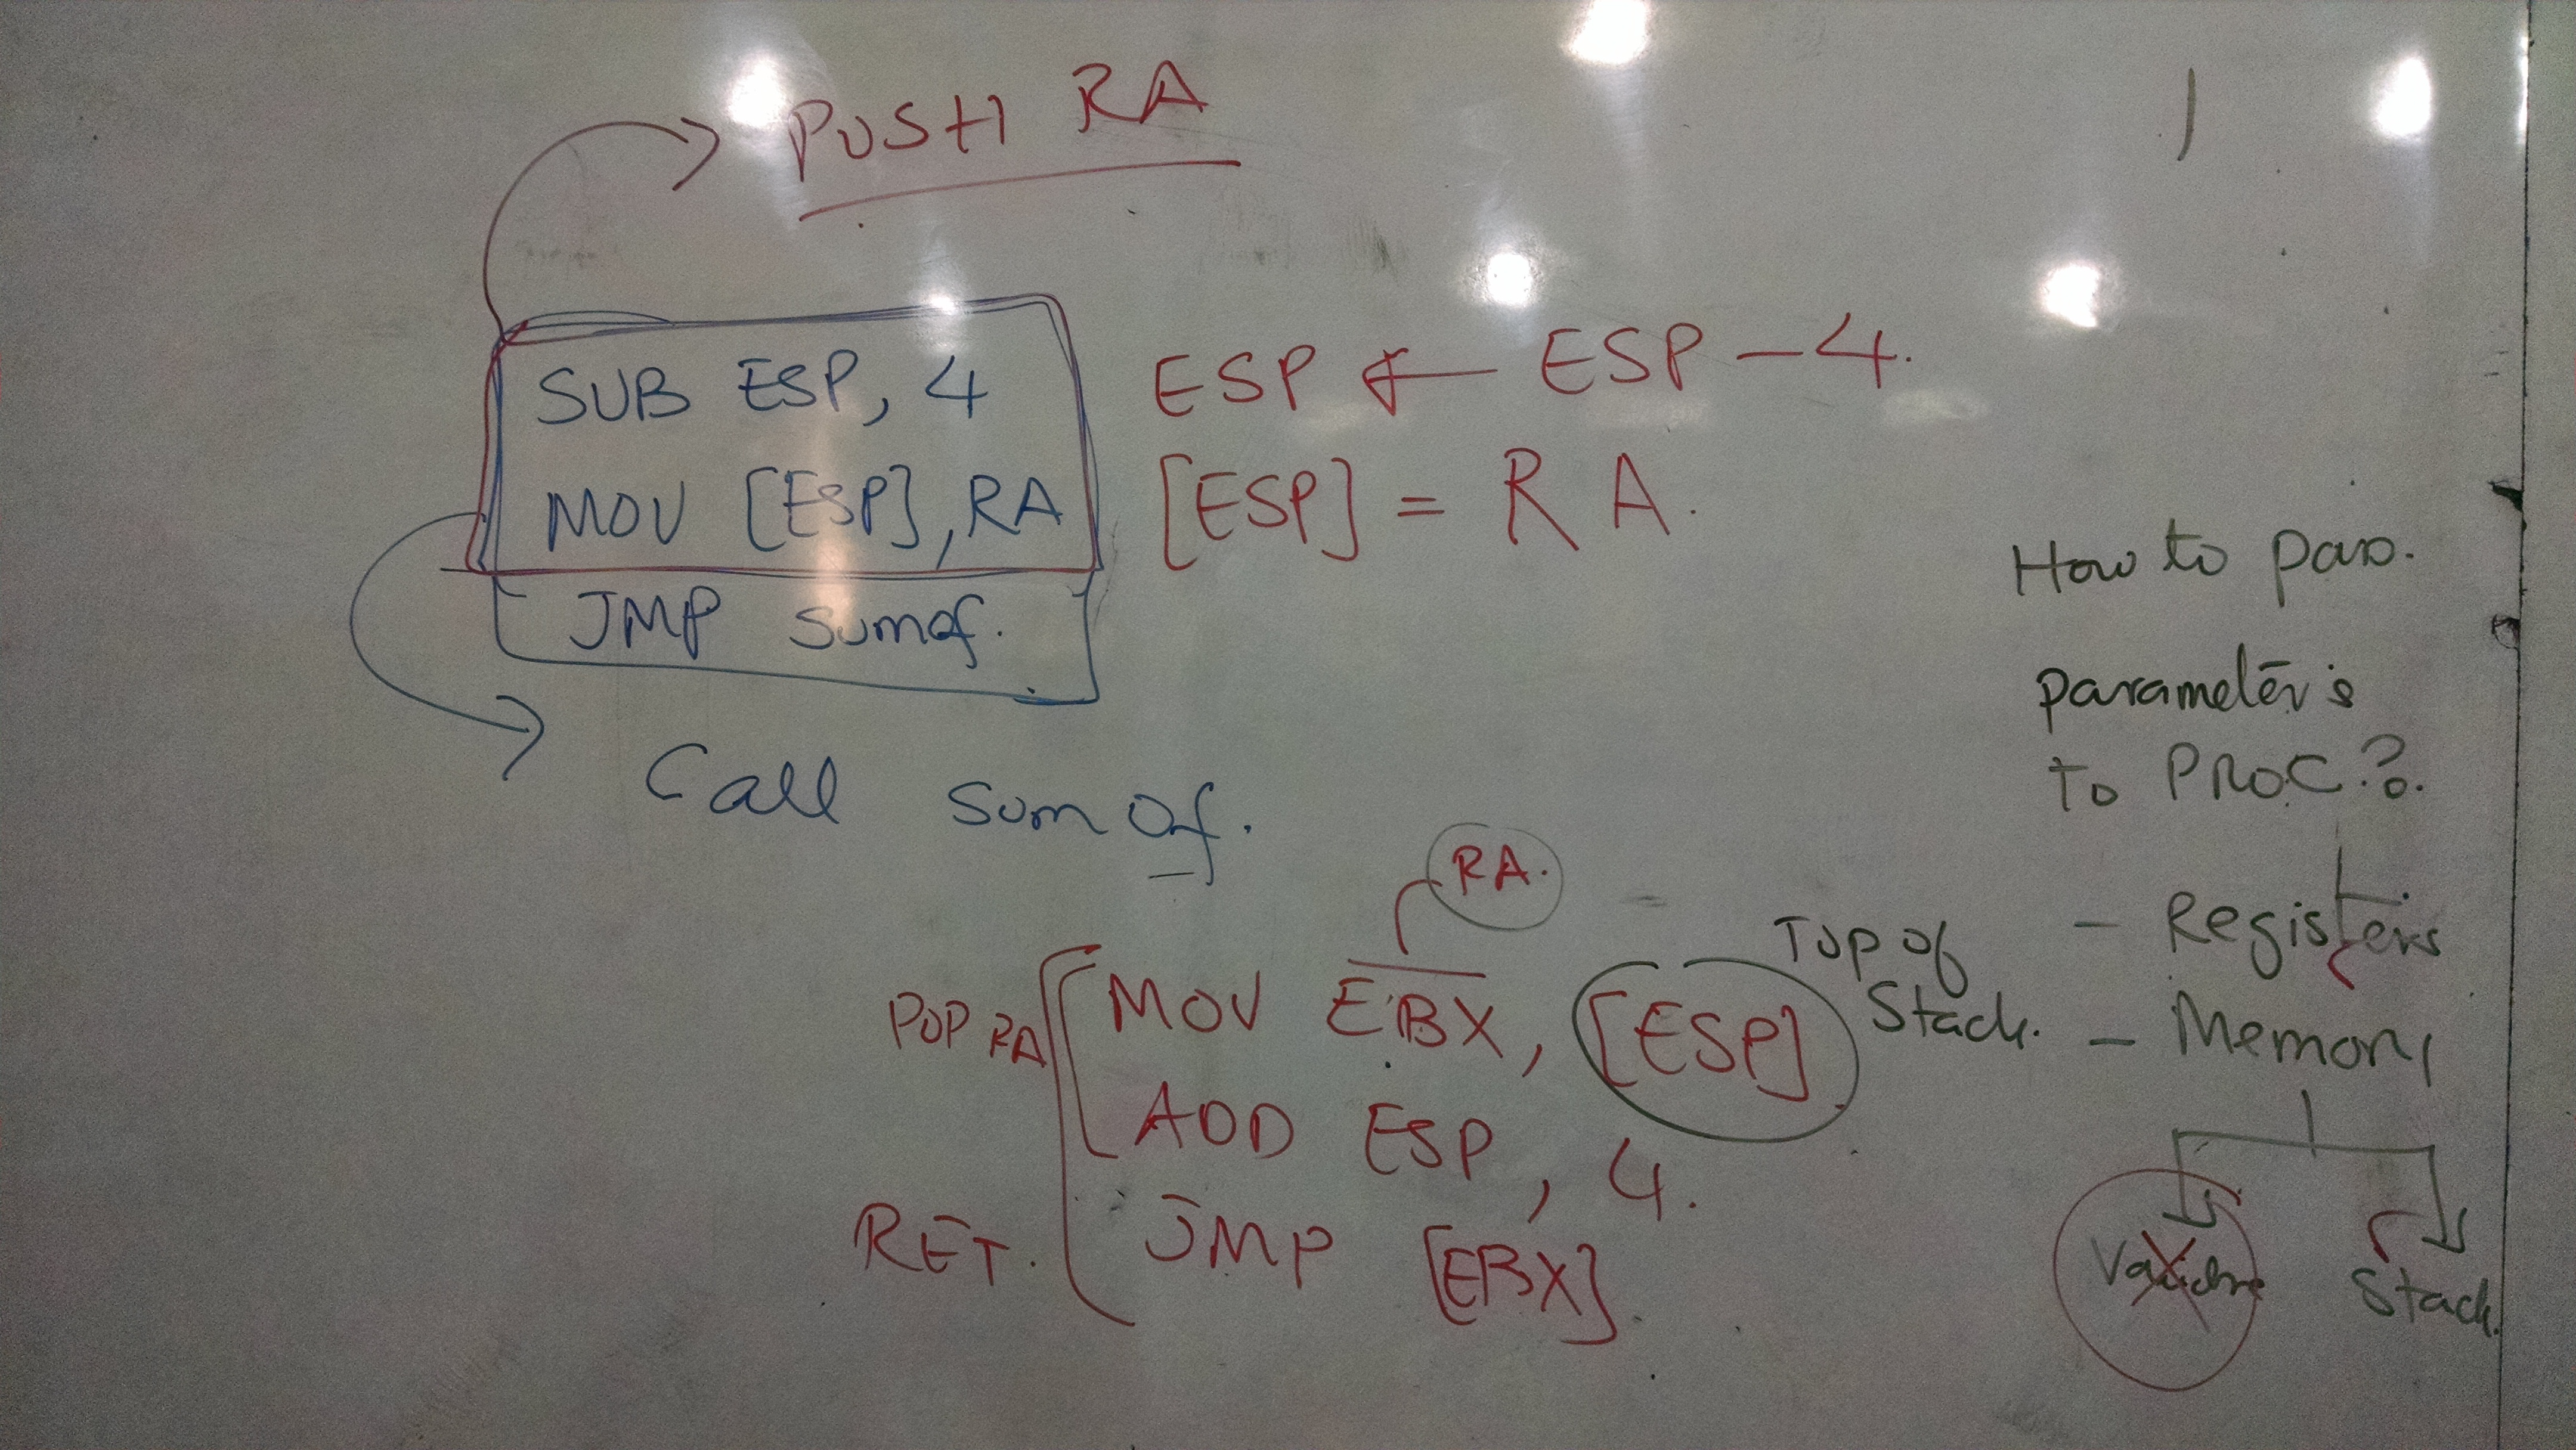 PUSH RA
SUB ESP, 4
ESP ← ESP - 4.
MOV [ESP], RA
[ESP] = RA.
JMP Sumof.
Call SumOf.
How to pass.
parameter's
to PROC?.
- Registers
- Memory
Variable
Stack.
RA.
POP RA
MOV EBX, [ESP]
Top of
Stack.
ADD ESP, 4.
RET.
JMP [EBX].